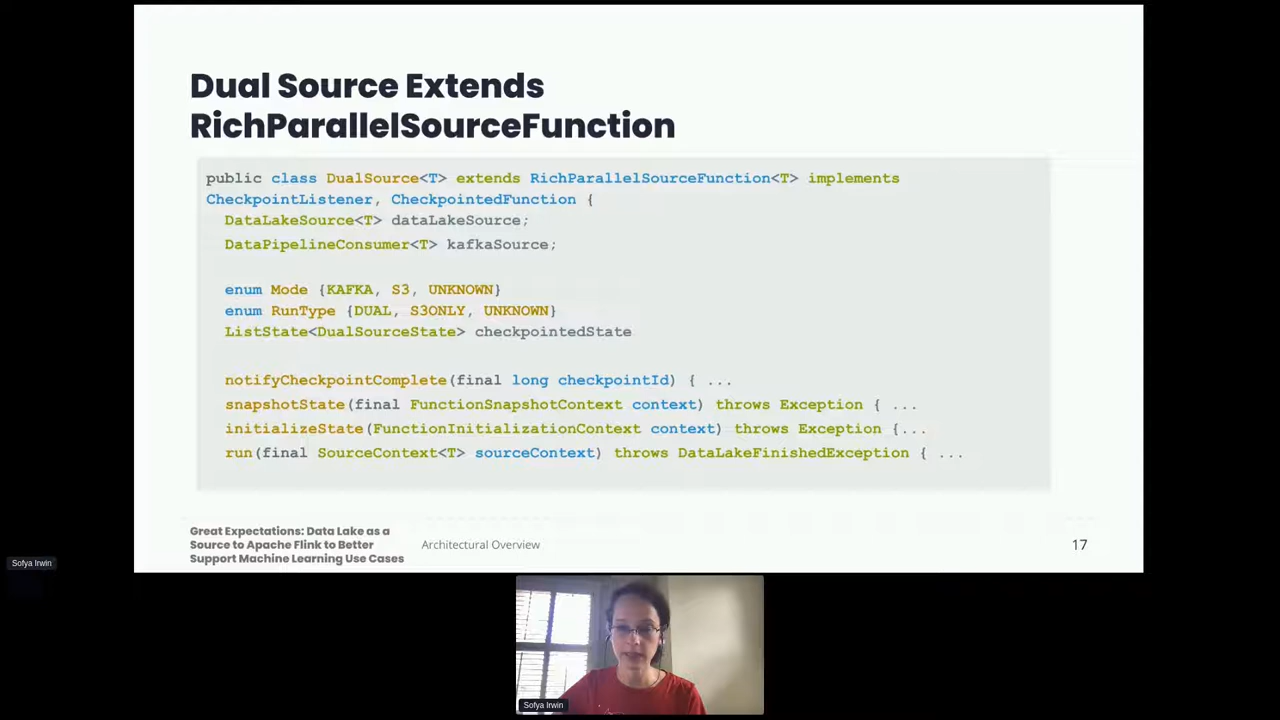 Dual Source Extends
RichParallelSourceFunction
public class DualSource<T> extends RichParallelSourceFunction<T> implements
CheckpointListener, CheckpointedFunction {
DataLakeSource<T> dataLakeSource;
DataPipelineConsumer<T> kafkaSource;
enum Mode {KAFKA, S3, UNKNOWN}
enum RunType {DUAL, S3ONLY, UNKNOWN}
ListState<DualSourceState> checkpointedState
notifyCheckpointComplete(final long checkpointId) { ...
snapshotState(final FunctionSnapshotContext context) throws Exception { ...
initializeState(FunctionInitializationContext context) throws Exception {...
run(final SourceContext<T> sourceContext) throws DataLakeFinishedException { ...
Great Expectations: Data Lake as a
Source to Apache Flink to Better
Support Machine Learning Use Cases
Architectural Overview
17
Sofya Irwin
Sofya Irwin